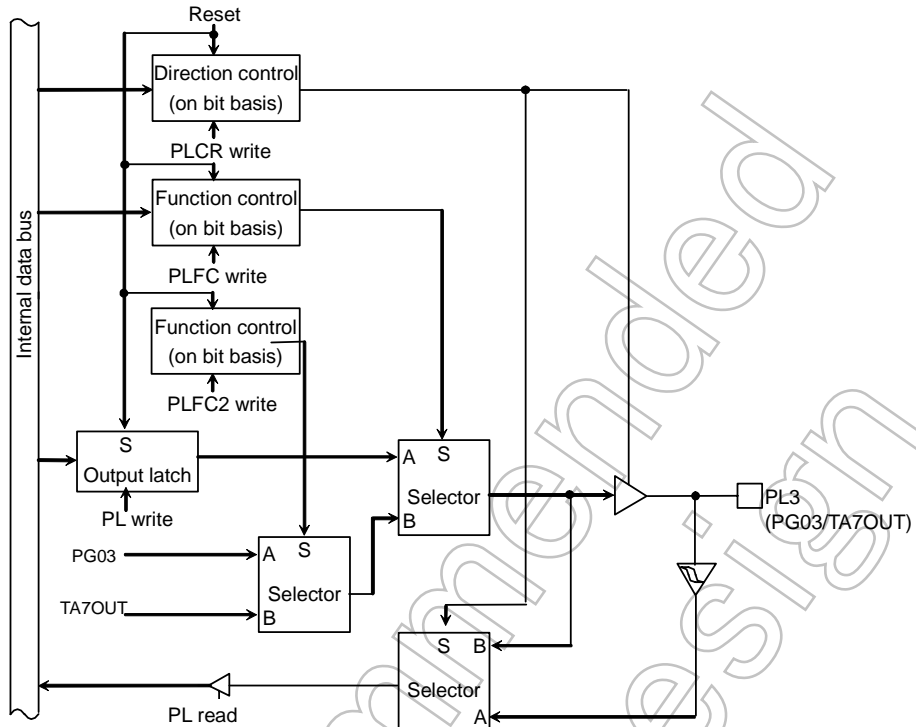 Reset
Direction control
(on bit basis)
PLCR write
Function control
(on bit basis)
PLFC write
Function control
(on bit basis)
PLFC2 write
Internal data bus
S
Output latch
PL write
A
S
Selector
B
PL3
(PG03/TA7OUT)
PG03
A
S
Selector
TA7OUT
B
S
B
Selector
A
PL read
mmended
esign